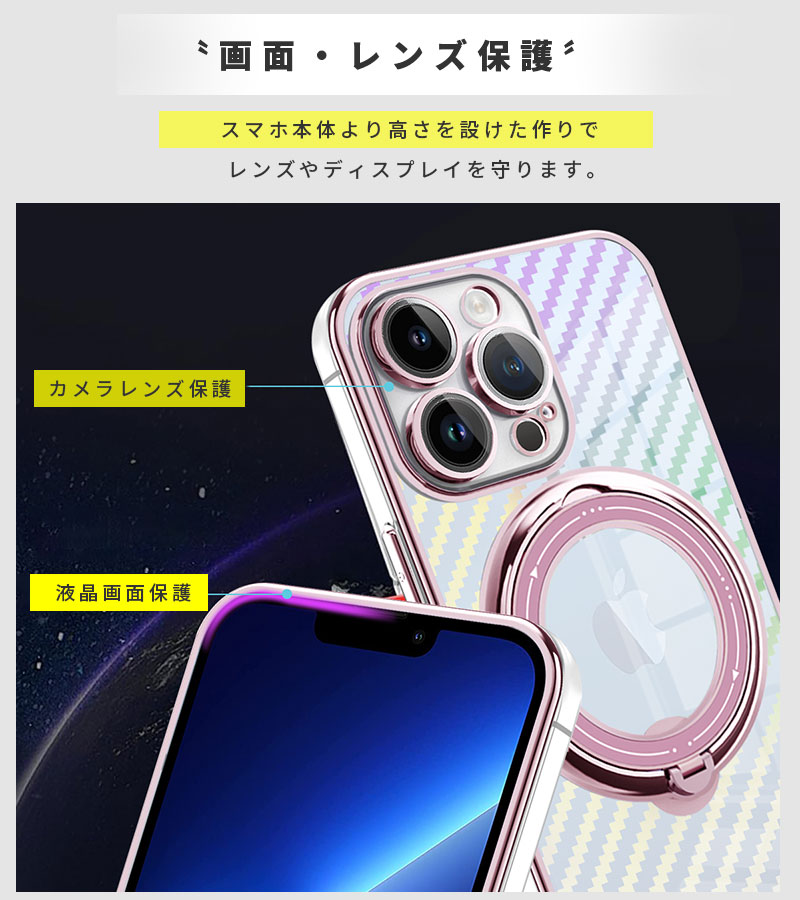 〝画面・レンズ保護〞
スマホ本体より高さを設けた作りで
レンズやディスプレイを守ります。
カメラレンズ保護
液晶画面保護